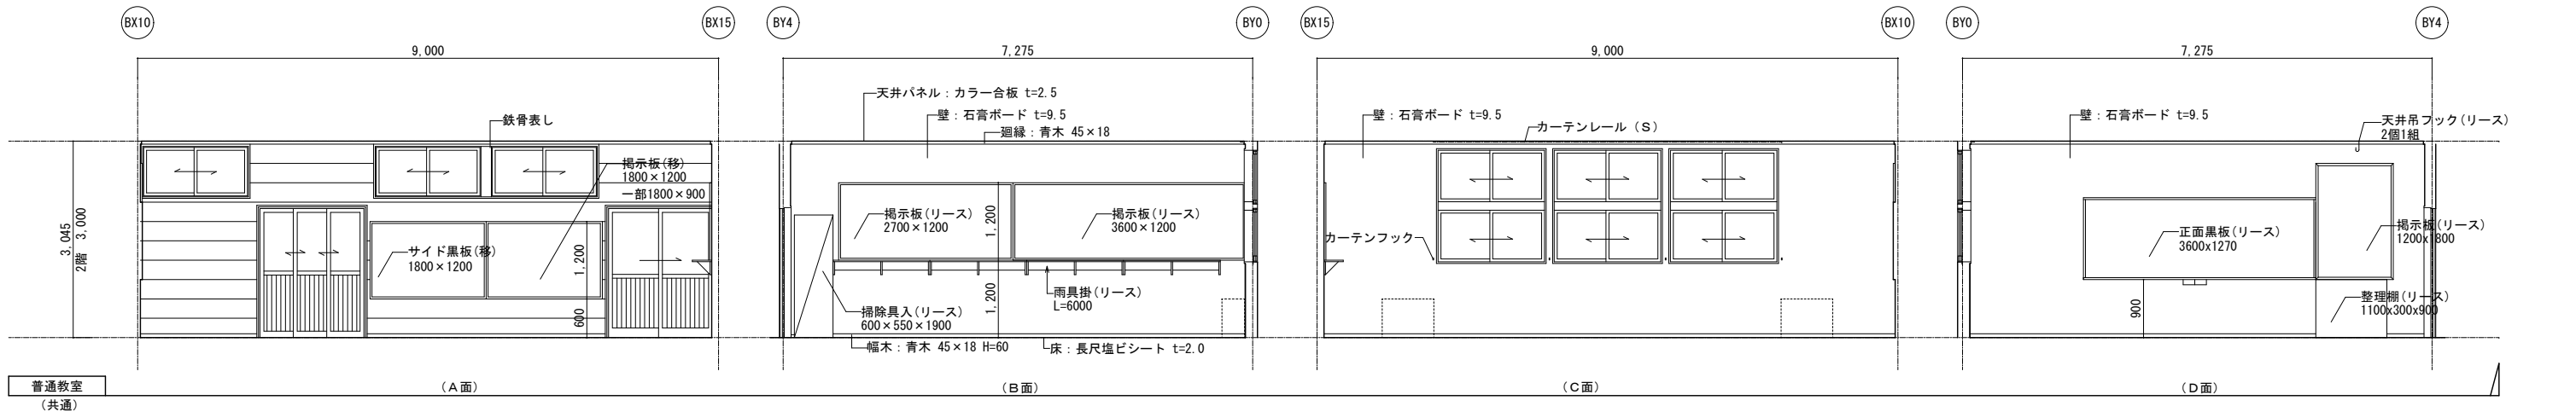 BX10
BX15
BY4
BY0
BX15
BX10
BY0
BY4
9,000
7,275
9,000
7,275
鉄骨表し
掲示板(移)
1800×1200
一部1800×900
サイド黒板(移)
1800×1200
1,200
600
3,045
2階 3,000
天井パネル：カラー合板 t=2.5
壁：石膏ボード t=9.5
廻縁：青木 45×18
掲示板(リース)
2700×1200
1,200
掲示板(リース)
3600×1200
雨具掛(リース)
L=6000
1,200
掃除具入(リース)
600×550×1900
幅木：青木 45×18 H=60
床：長尺塩ビシート t=2.0
壁：石膏ボード t=9.5
カーテンレール（S）
カーテンフック
壁：石膏ボード t=9.5
天井吊フック(リース)
2個1組
正面黒板(リース)
3600x1270
掲示板(リース)
1200x1800
整理棚(リース)
1100x300x900
900
普通教室
(共通)
(A面)
(B面)
(C面)
(D面)